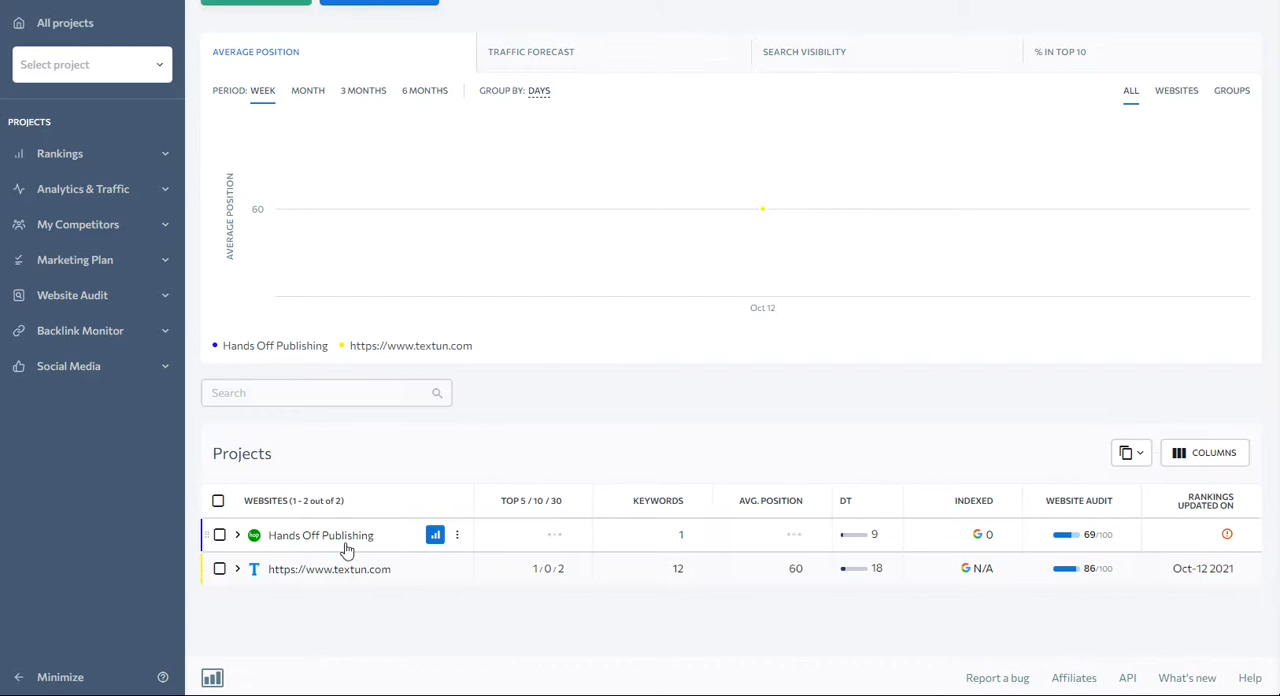 All projects
Select project
PROJECTS
Rankings
Analytics & Traffic
My Competitors
Marketing Plan
Website Audit
Backlink Monitor
Social Media
Minimize
AVERAGE POSITION
TRAFFIC FORECAST
SEARCH VISIBILITY
% IN TOP 10
PERIOD: WEEK MONTH 3 MONTHS 6 MONTHS GROUP BY: DAYS ALL WEBSITES GROUPS
AVERAGE POSITION
60
Oct 12
Hands Off Publishing https://www.textun.com
Search
Projects
COLUMNS
WEBSITES (1 - 2 out of 2) TOP 5 / 10 / 30 KEYWORDS AVG. POSITION DT INDEXED WEBSITE AUDIT RANKINGS UPDATED ON
hop Hands Off Publishing 1 9 G 0 69/100
T https://www.textun.com 1 / 0 / 2 12 60 18 G N/A 86/100 Oct-12 2021
Report a bug Affiliates API What's new Help